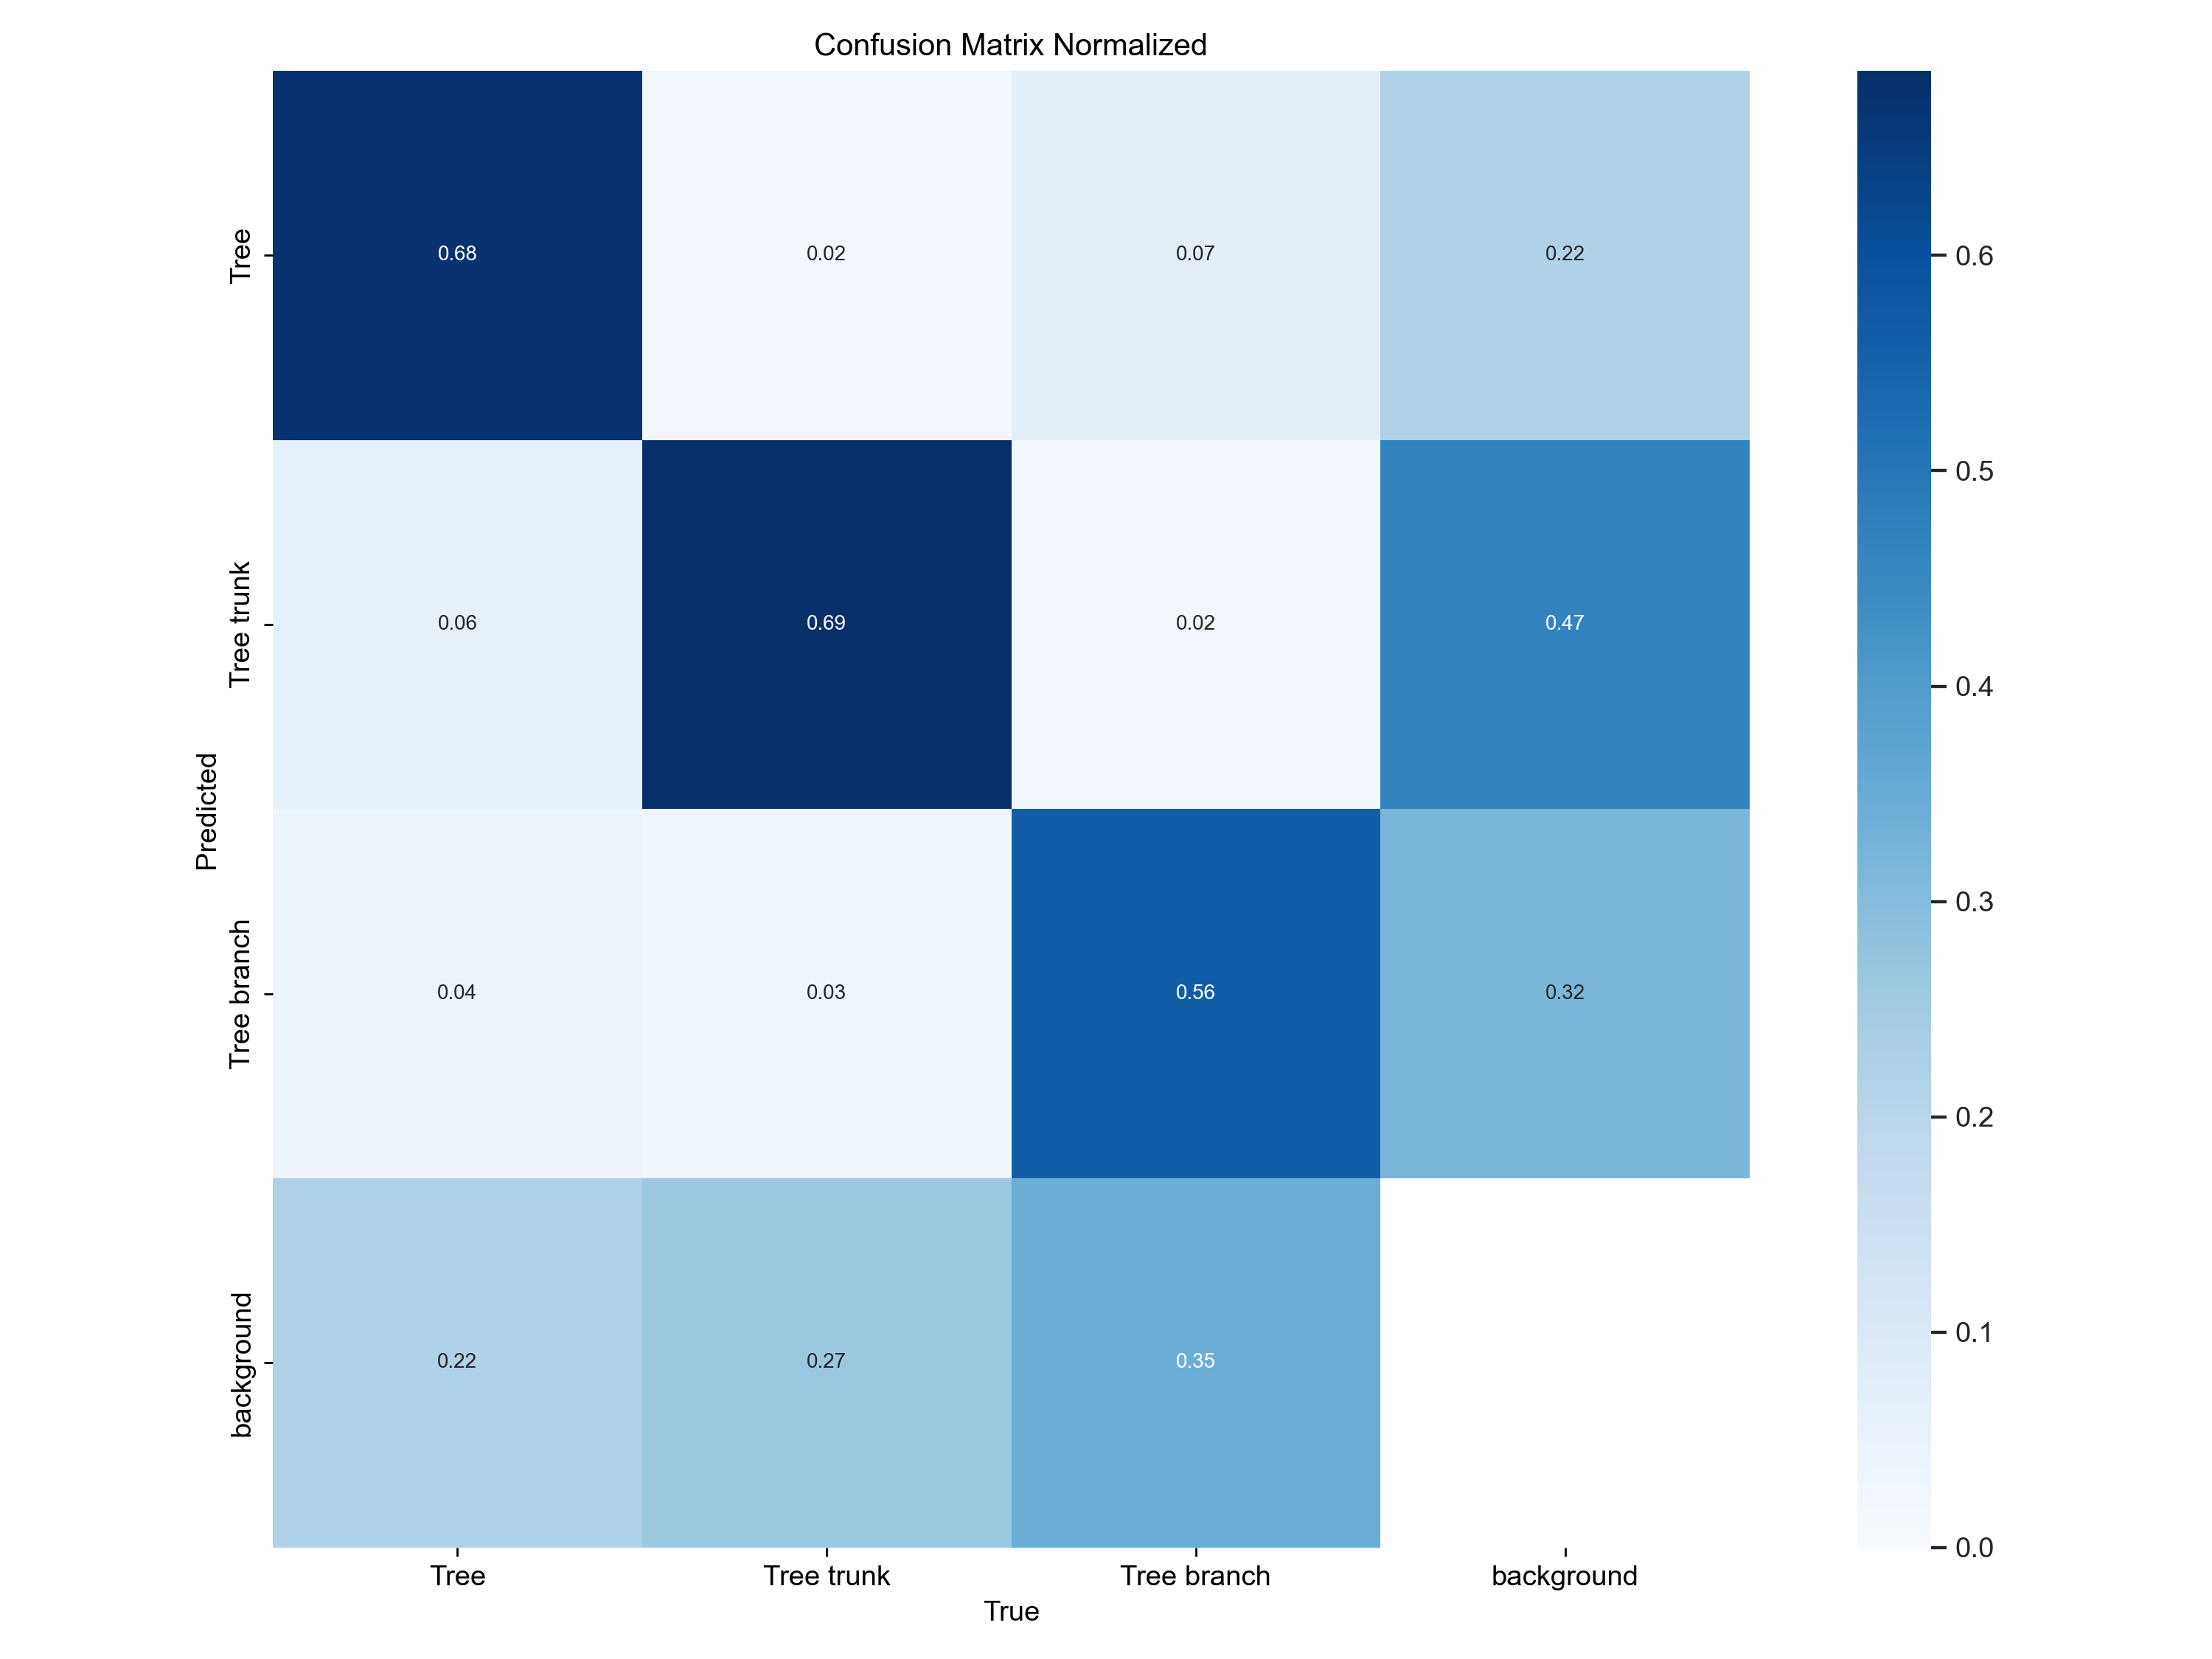 Confusion Matrix Normalized
Predicted
Tree
0.68 0.02 0.07 0.22
Tree trunk
0.06 0.69 0.02 0.47
Tree branch
0.04 0.03 0.56 0.32
background
0.22 0.27 0.35
Tree Tree trunk Tree branch background
True
0.6
0.5
0.4
0.3
0.2
0.1
0.0